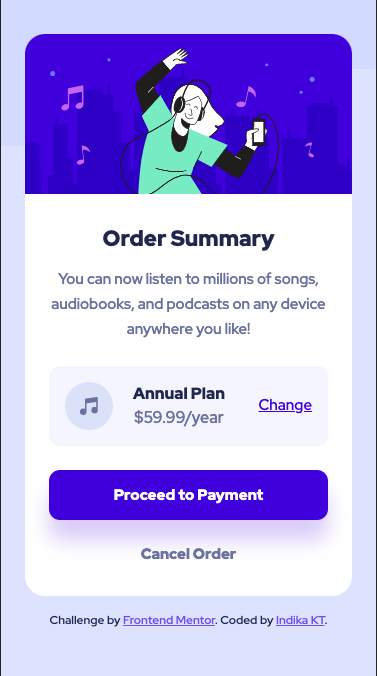 Order Summary
You can now listen to millions of songs,
audiobooks, and podcasts on any device
anywhere you like!
Annual Plan
$59.99/year
Change
Proceed to Payment
Cancel Order
Challenge by Frontend Mentor. Coded by Indika KT.